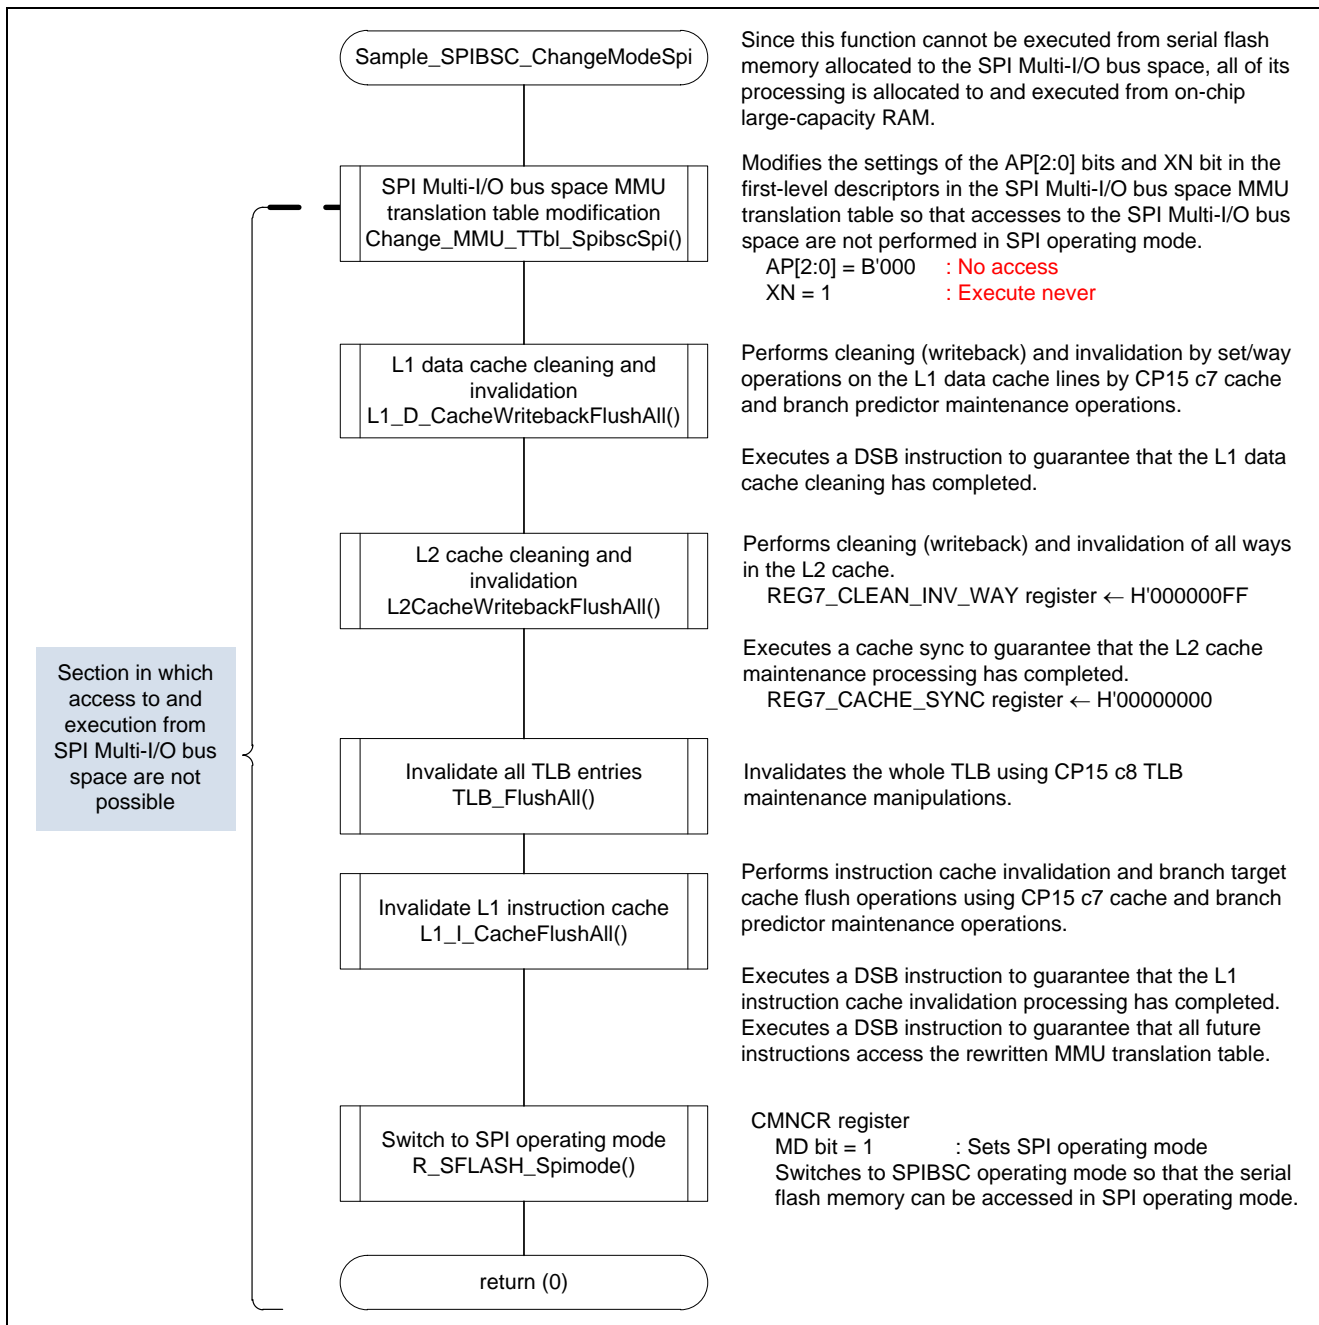 Sample_SPIBSC_ChangeModeSpi
Since this function cannot be executed from serial flash
memory allocated to the SPI Multi-I/O bus space, all of its
processing is allocated to and executed from on-chip
large-capacity RAM.
SPI Multi-I/O bus space MMU
translation table modification
Change_MMU_TTbl_SpibscSpi()
Modifies the settings of the AP[2:0] bits and XN bit in the
first-level descriptors in the SPI Multi-I/O bus space MMU
translation table so that accesses to the SPI Multi-I/O bus
space are not performed in SPI operating mode.
AP[2:0] = B'000 : No access
XN = 1 : Execute never
L1 data cache cleaning and
invalidation
L1_D_CacheWritebackFlushAll()
Performs cleaning (writeback) and invalidation by set/way
operations on the L1 data cache lines by CP15 c7 cache
and branch predictor maintenance operations.
Executes a DSB instruction to guarantee that the L1 data
cache cleaning has completed.
L2 cache cleaning and
invalidation
L2CacheWritebackFlushAll()
Performs cleaning (writeback) and invalidation of all ways
in the L2 cache.
REG7_CLEAN_INV_WAY register ← H'000000FF
Executes a cache sync to guarantee that the L2 cache
maintenance processing has completed.
REG7_CACHE_SYNC register ← H'00000000
Section in which
access to and
execution from
SPI Multi-I/O bus
space are not
possible
Invalidate all TLB entries
TLB_FlushAll()
Invalidates the whole TLB using CP15 c8 TLB
maintenance manipulations.
Invalidate L1 instruction cache
L1_I_CacheFlushAll()
Performs instruction cache invalidation and branch target
cache flush operations using CP15 c7 cache and branch
predictor maintenance operations.
Executes a DSB instruction to guarantee that the L1
instruction cache invalidation processing has completed.
Executes a DSB instruction to guarantee that all future
instructions access the rewritten MMU translation table.
Switch to SPI operating mode
R_SFLASH_Spimode()
CMNCR register
MD bit = 1 : Sets SPI operating mode
Switches to SPIBSC operating mode so that the serial
flash memory can be accessed in SPI operating mode.
return (0)